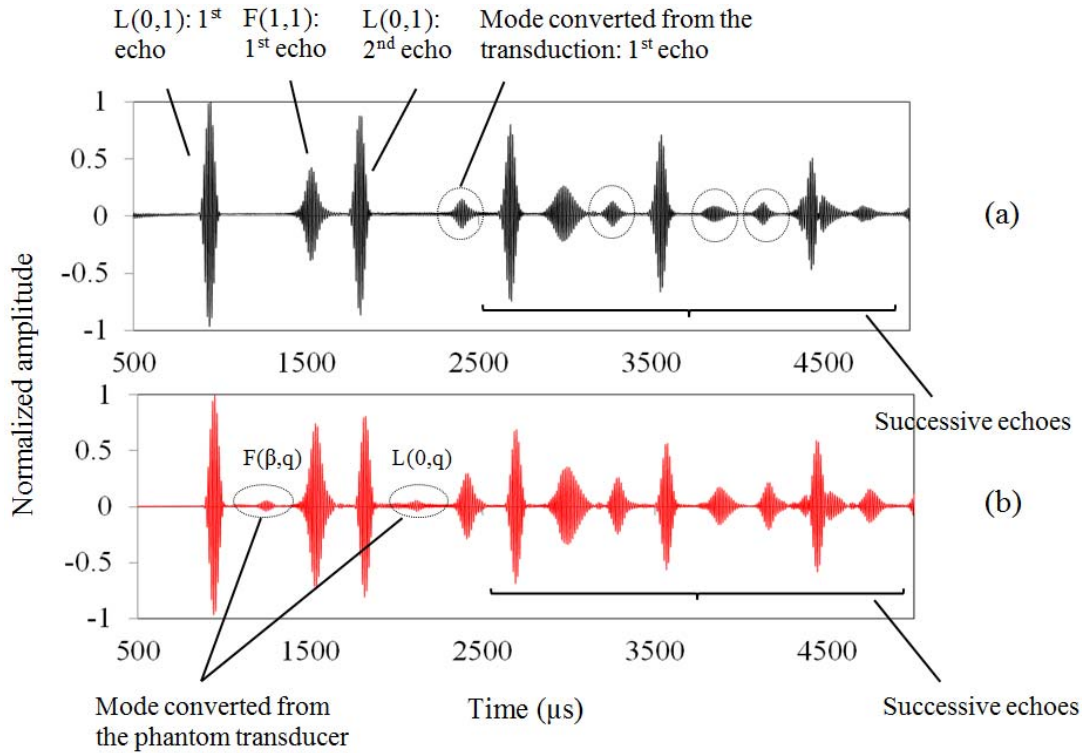 L(0,1): 1st
echo
F(1,1):
1st echo
L(0,1):
2nd echo
Mode converted from the
transduction: 1st echo
1
0.5
0
-0.5
-1
500 1500 2500 3500 4500
(a)
Successive echoes
Normalized amplitude
1
0.5
0
-0.5
-1
F(β,q)
L(0,q)
(b)
500 1500 2500 3500 4500
Mode converted from
the phantom transducer
Time (µs)
Successive echoes